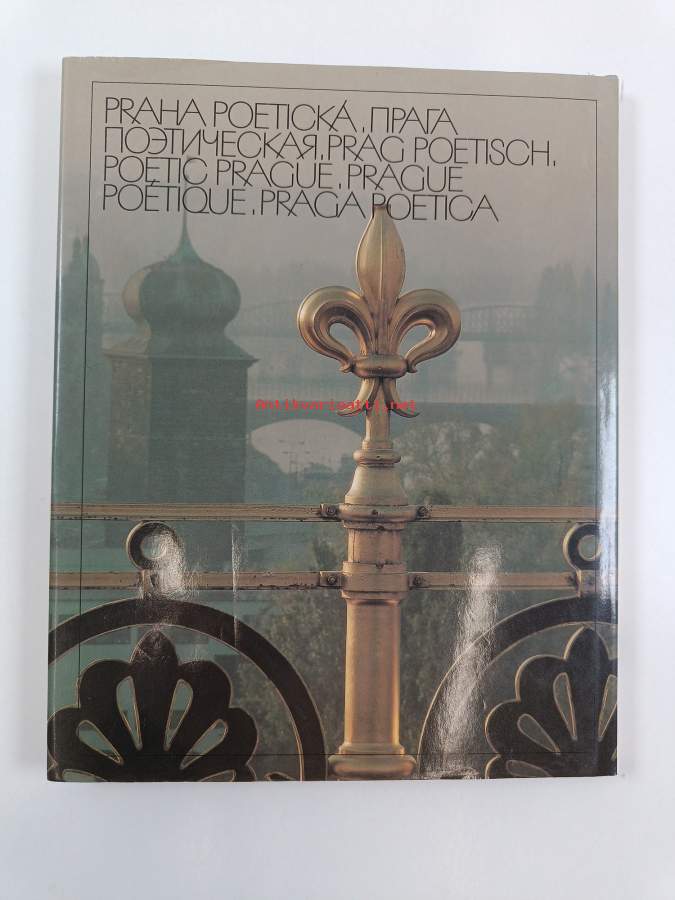 PRAHA POETICKÁ, ПРАГА
ПОЭТИЧЕСКАЯ, PRAG POETISCH,
POETIC PRAGUE, PRAGUE
POÉTIQUE, PRAGA POETICA
Antikvariaatti.net